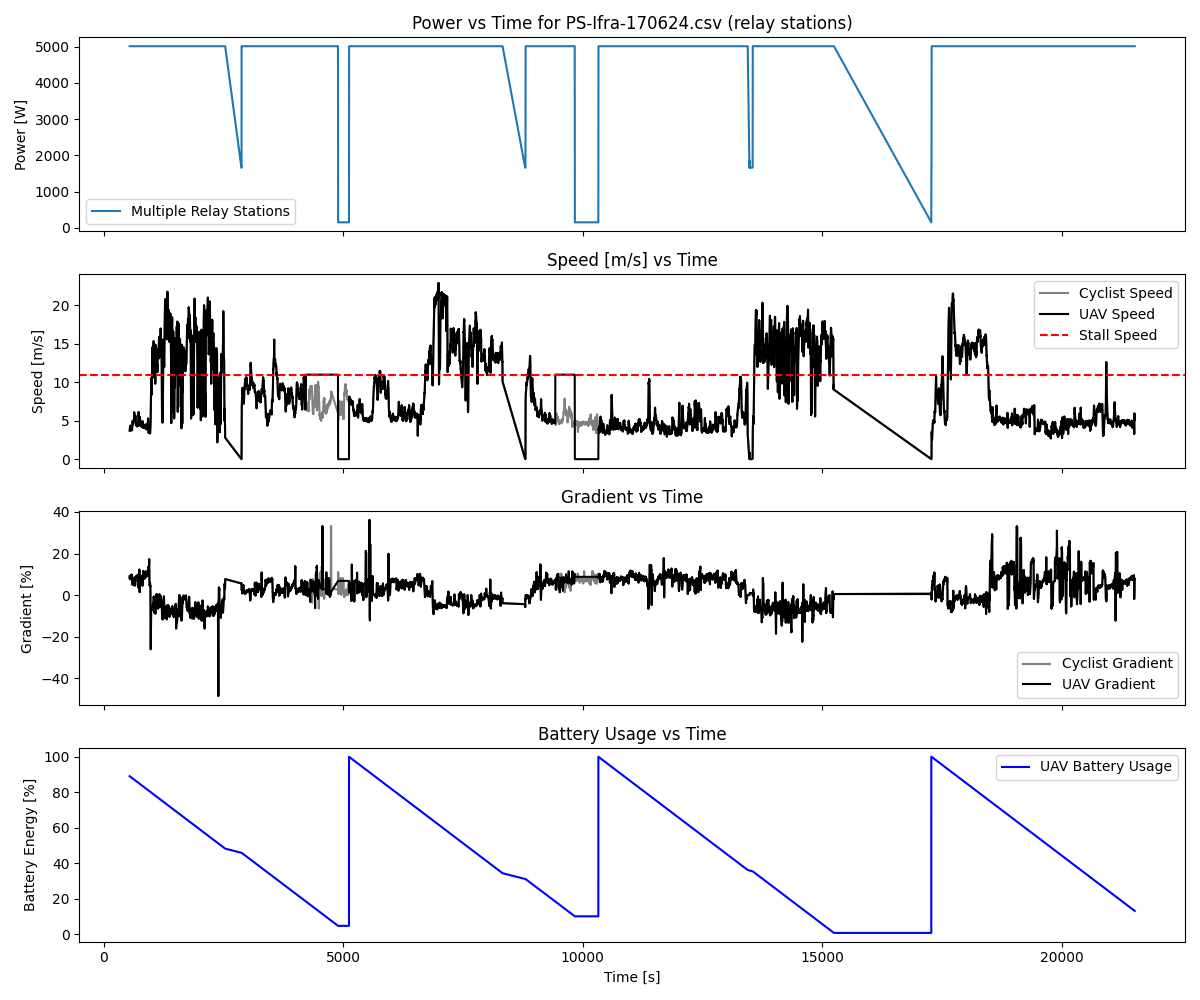 Power vs Time for PS-Ifra-170624.csv (relay stations)
Power [W]
5000
4000
3000
2000
1000
0
Multiple Relay Stations
Speed [m/s] vs Time
Speed [m/s]
20
15
10
5
0
Cyclist Speed
UAV Speed
Stall Speed
Gradient vs Time
Gradient [%]
40
20
0
−20
−40
Cyclist Gradient
UAV Gradient
Battery Usage vs Time
Battery Energy [%]
100
80
60
40
20
0
UAV Battery Usage
0 5000 10000 15000 20000
Time [s]